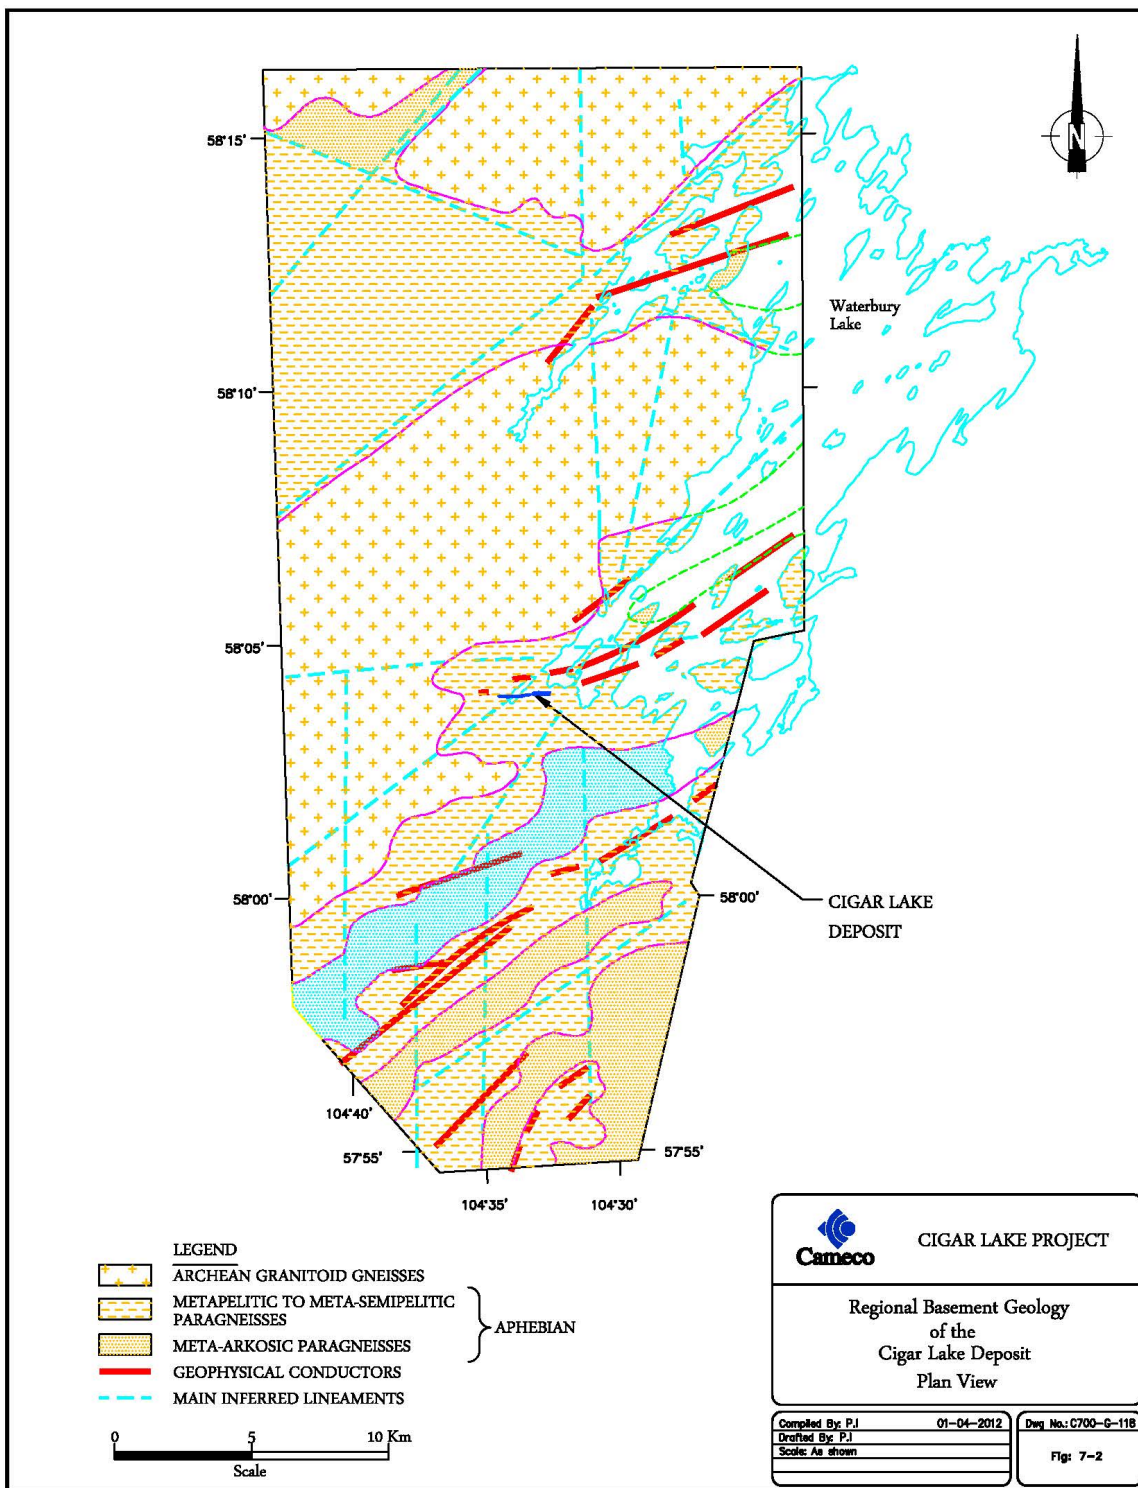 N
58°15'
Waterbury
Lake
58°10'
58°05'
58°00'
58°00'
CIGAR LAKE
DEPOSIT
104°40'
57°55'
57°55'
104°35'
104°30'
LEGEND
ARCHEAN GRANITOID GNEISSES
METAPELITIC TO META-SEMIPELITIC
PARAGNEISSES
APHEBIAN
META-ARKOSIC PARAGNEISSES
GEOPHYSICAL CONDUCTORS
MAIN INFERRED LINEAMENTS
0 5 10 Km
Scale
Cameco
CIGAR LAKE PROJECT
Regional Basement Geology
of the
Cigar Lake Deposit
Plan View
Compiled By: P.I 01-04-2012
Drafted By: P.I
Scale: As shown
Dwg No.: C700-G-11B
Fig: 7-2